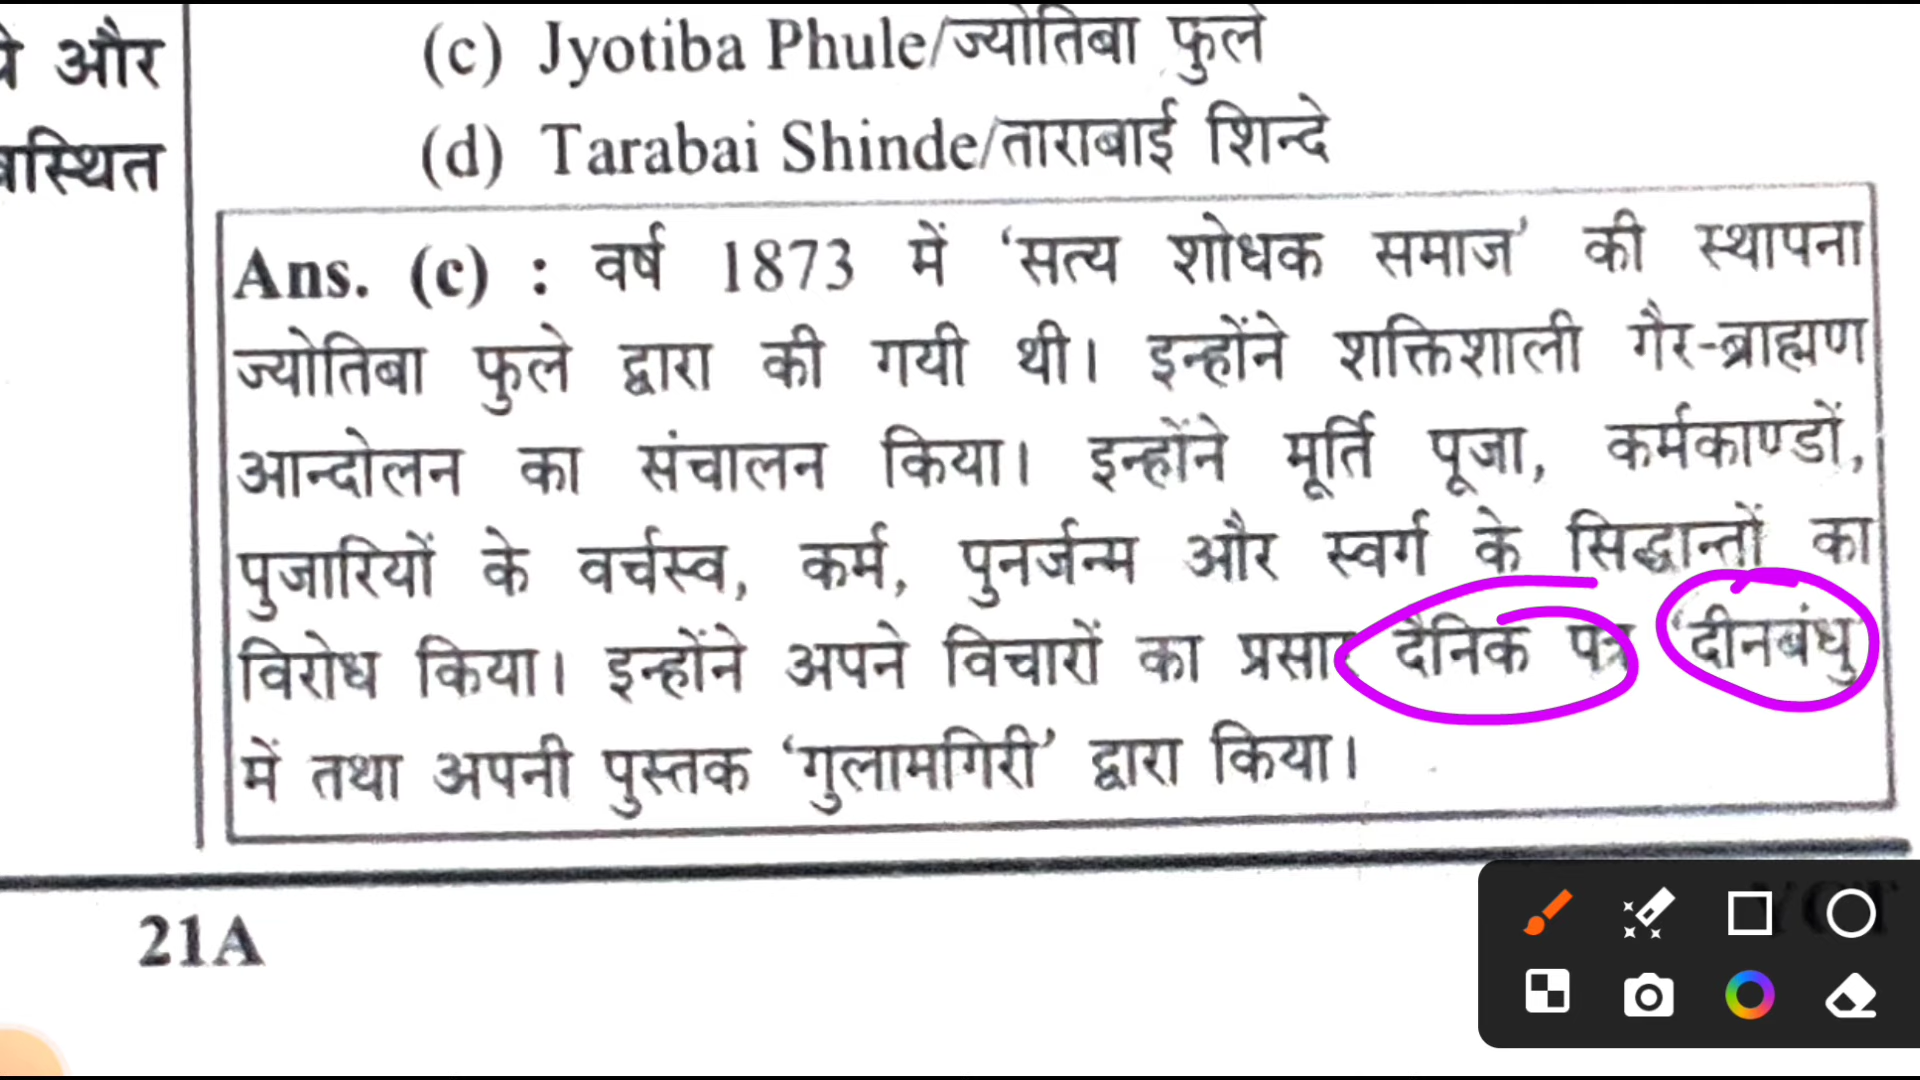 और
(c) Jyotiba Phule/ज्योतिबा फुले
(d) Tarabai Shinde/ताराबाई शिन्दे
Ans. (c) : वर्ष 1873 में ‘सत्य शोधक समाज’ की स्थापना
ज्योतिबा फुले द्वारा की गयी थी। इन्होंने शक्तिशाली गैर-ब्राह्मण
आन्दोलन का संचालन किया। इन्होंने मूर्ति पूजा, कर्मकाण्डों,
पुजारियों के वर्चस्व, कर्म, पुनर्जन्म और स्वर्ग के सिद्धान्तों का
विरोध किया। इन्होंने अपने विचारों का प्रसार दैनिक पत्र ‘दीनबंधु’
में तथा अपनी पुस्तक ‘गुलामगिरी’ द्वारा किया।
21A